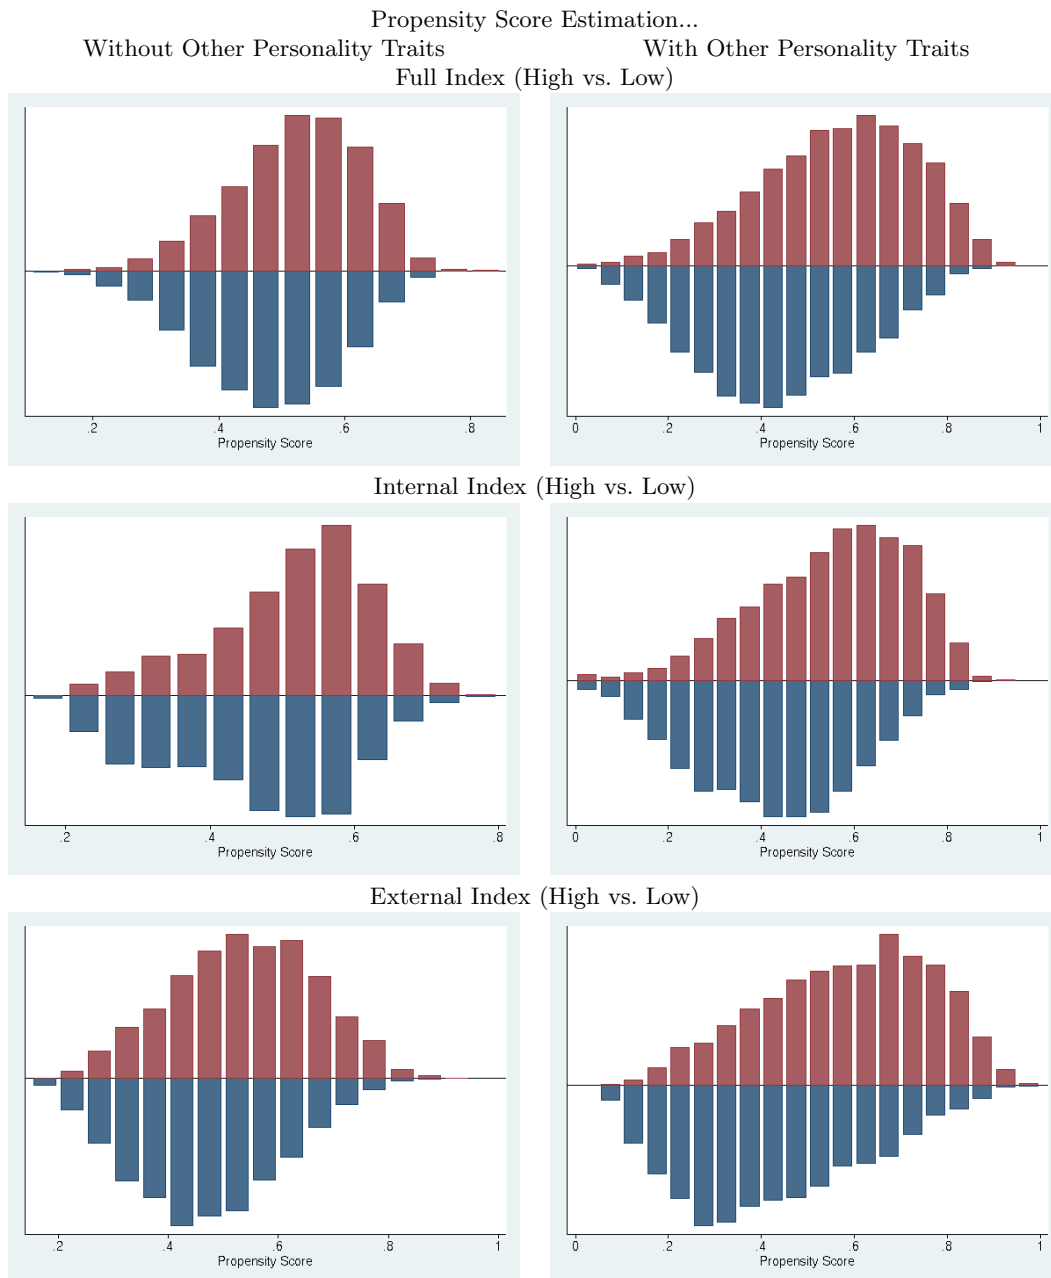 Propensity Score Estimation...
Without Other Personality Traits With Other Personality Traits
Full Index (High vs. Low)
.2 .4 .6 .8 0 .2 .4 .6 .8 1
Propensity Score Propensity Score
Internal Index (High vs. Low)
.2 .4 .6 .8 0 .2 .4 .6 .8 1
Propensity Score Propensity Score
External Index (High vs. Low)
.2 .4 .6 .8 1 0 .2 .4 .6 .8 1
Propensity Score Propensity Score